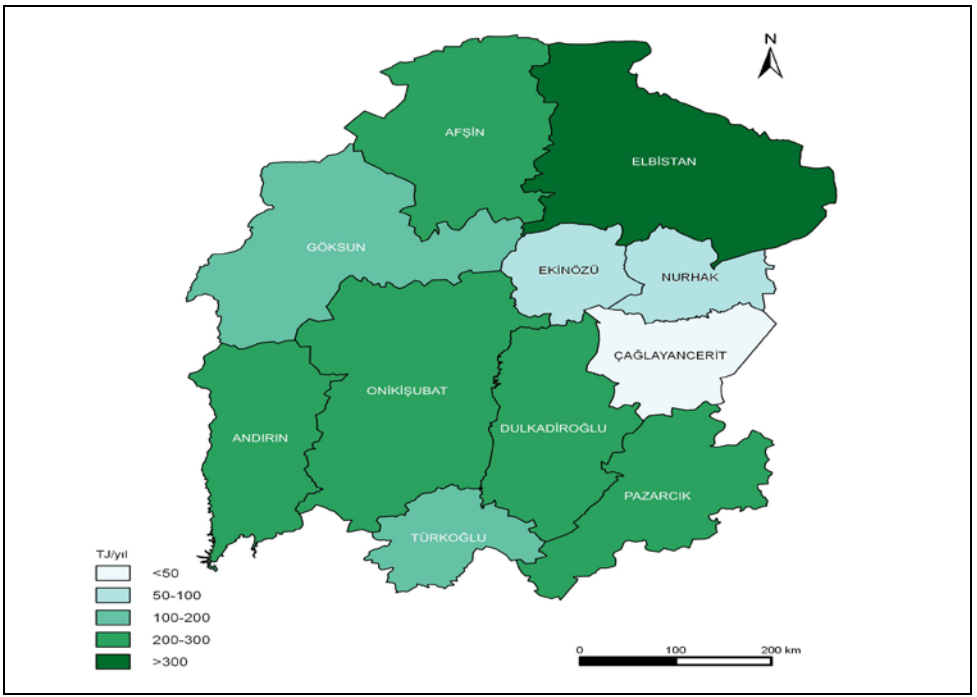 N
AFŞİN
ELBİSTAN
GÖKSUN
EKİNÖZÜ
NURHAK
ÇAĞLAYANCERİT
ONİKİŞUBAT
ANDIRIN
DULKADİROĞLU
PAZARCIK
TÜRKOĞLU
TJ/yıl
<50
50-100
100-200
200-300
>300
0 100 200 km